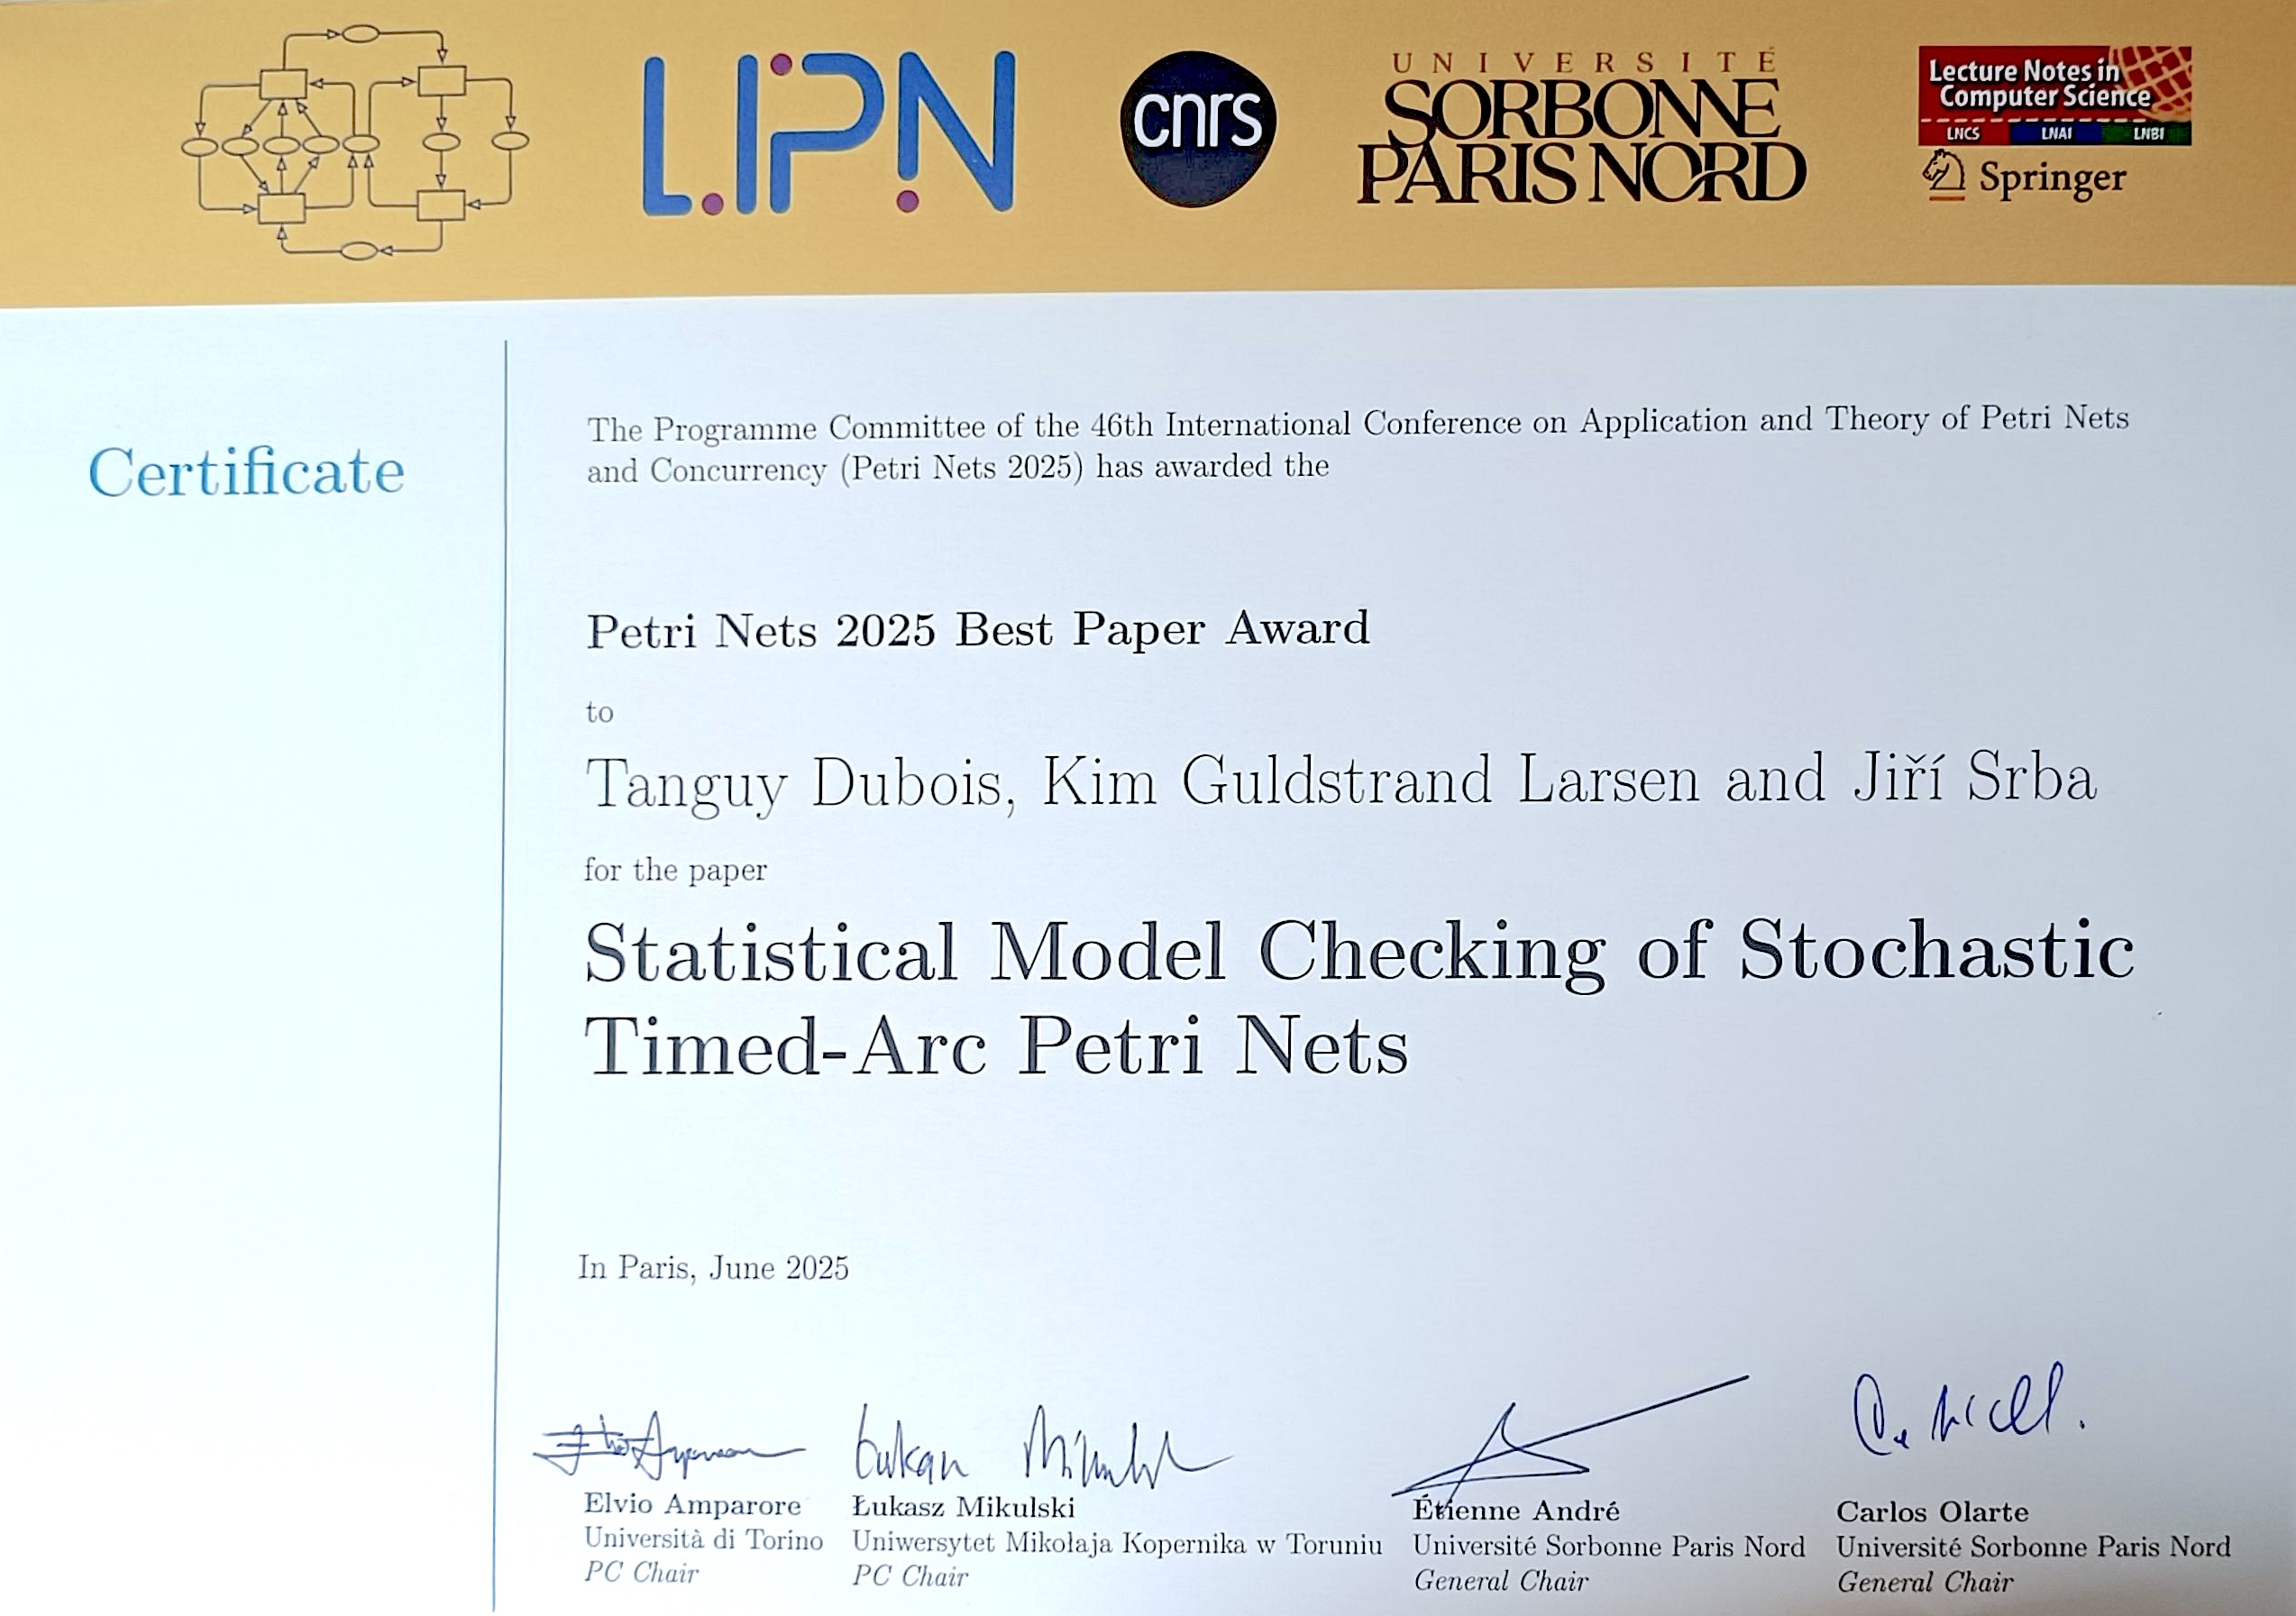 LIPN
cnrs
UNIVERSITÉ
SORBONNE
PARIS NORD
Lecture Notes in
Computer Science
LNCS LNAI LNBI
Springer
Certificate
The Programme Committee of the 46th International Conference on Application and Theory of Petri Nets
and Concurrency (Petri Nets 2025) has awarded the
Petri Nets 2025 Best Paper Award
to
Tanguy Dubois, Kim Guldstrand Larsen and Jiří Srba
for the paper
Statistical Model Checking of Stochastic
Timed-Arc Petri Nets
In Paris, June 2025
Elvio Amparore
Università di Torino
PC Chair
Łukasz Mikulski
Uniwersytet Mikołaja Kopernika w Toruniu
PC Chair
Étienne André
Université Sorbonne Paris Nord
General Chair
Carlos Olarte
Université Sorbonne Paris Nord
General Chair